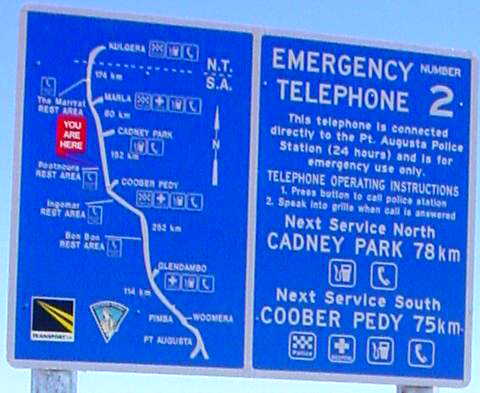 KULGERA
N.T.
S.A.
174 km
The Marryat
REST AREA
MARLA
80 km
YOU
ARE
HERE
CADNEY PARK
152 km
N
Pootnoura
REST AREA
COOBER PEDY
Ingomar
REST AREA
252 km
Bon Bon
REST AREA
GLENDAMBO
114 km
PIMBA
WOOMERA
PT AUGUSTA
TRANSPORT SA
EMERGENCY NUMBER
TELEPHONE 2
This telephone is connected
directly to the Pt. Augusta Police
Station (24 hours) and is for
emergency use only.
TELEPHONE OPERATING INSTRUCTIONS
1. Press button to call police station
2. Speak into grille when call is answered
Next Service North
CADNEY PARK 78km
Next Service South
COOBER PEDY 75km
Police